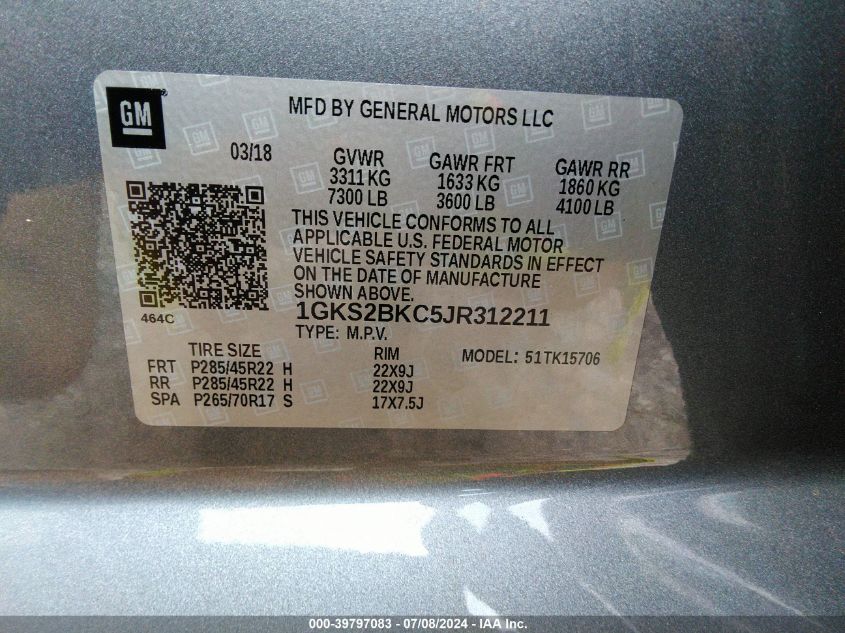 GM
MFD BY GENERAL MOTORS LLC
03/18
GVWR GAWR FRT GAWR RR
3311 KG 1633 KG 1860 KG
7300 LB 3600 LB 4100 LB
THIS VEHICLE CONFORMS TO ALL
APPLICABLE U.S. FEDERAL MOTOR
VEHICLE SAFETY STANDARDS IN EFFECT
ON THE DATE OF MANUFACTURE
SHOWN ABOVE.
464C
1GKS2BKC5JR312211
TYPE: M.P.V.
TIRE SIZE RIM MODEL: 51TK15706
FRT P285/45R22 H 22X9J
RR P285/45R22 H 22X9J
SPA P265/70R17 S 17X7.5J
000-39797083 - 07/08/2024 - IAA Inc.